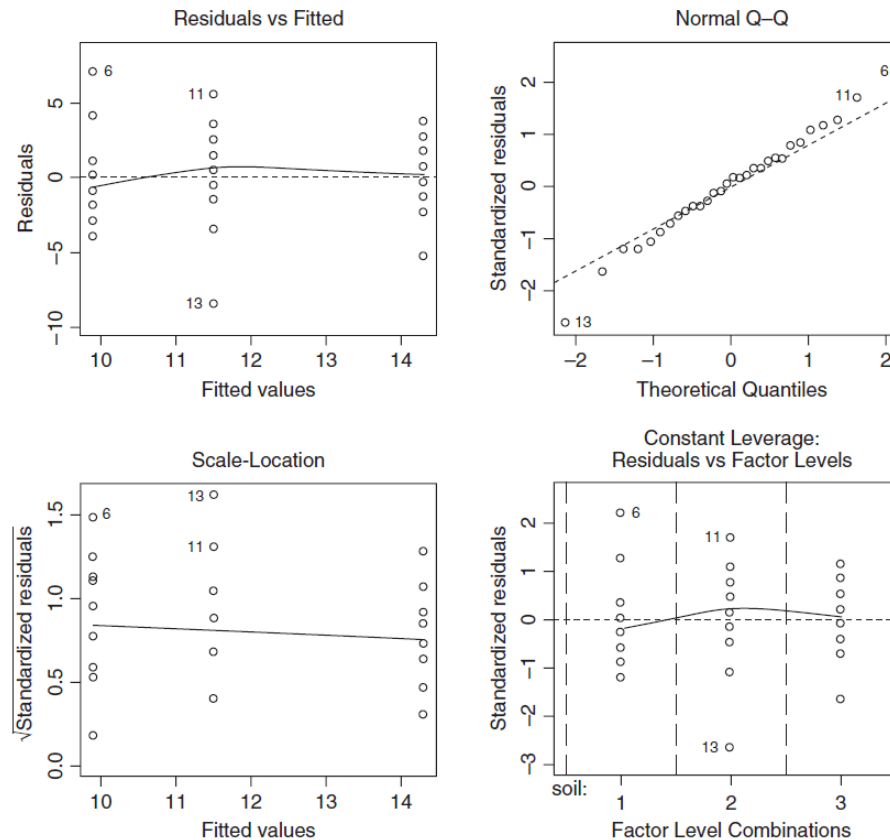 Residuals vs Fitted
Residuals
5
0
−5
−10
6
11
13
10 11 12 13 14
Fitted values
Normal Q–Q
Standardized residuals
2
1
0
−1
−2
6
11
13
−2 −1 0 1 2
Theoretical Quantiles
Scale-Location
√Standardized residuals
1.5
1.0
0.5
0.0
6
13
11
10 11 12 13 14
Fitted values
Constant Leverage:
Residuals vs Factor Levels
Standardized residuals
2
1
0
−1
−2
−3
6
11
13
soil:
1 2 3
Factor Level Combinations